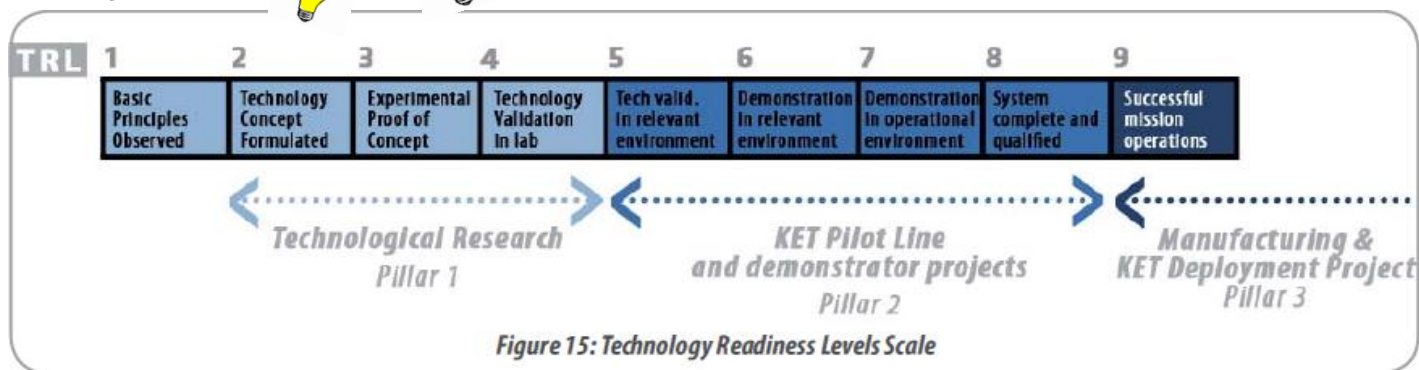 TRL 1 2 3 4 5 6 7 8 9
Basic
Principles
Observed
Technology
Concept
Formulated
Experimental
Proof of
Concept
Technology
Validation
In lab
Tech valid.
In relevant
environment
Demonstration
In relevant
environment
Demonstration
In operational
environment
System
complete and
qualified
Successful
mission
operations
Technological Research
Pillar 1
KET Pilot Line
and demonstrator projects
Pillar 2
Manufacturing &
KET Deployment Project
Pillar 3
Figure 15: Technology Readiness Levels Scale